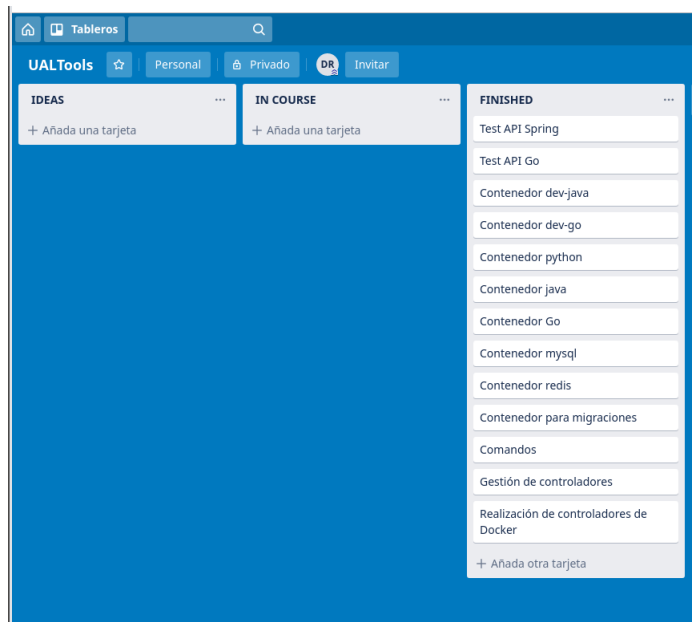 Tableros
UALTools
Personal
Privado
DR
Invitar
IDEAS
+ Añada una tarjeta
IN COURSE
+ Añada una tarjeta
FINISHED
Test API Spring
Test API Go
Contenedor dev-java
Contenedor dev-go
Contenedor python
Contenedor java
Contenedor Go
Contenedor mysql
Contenedor redis
Contenedor para migraciones
Comandos
Gestión de controladores
Realización de controladores de
Docker
+ Añada otra tarjeta